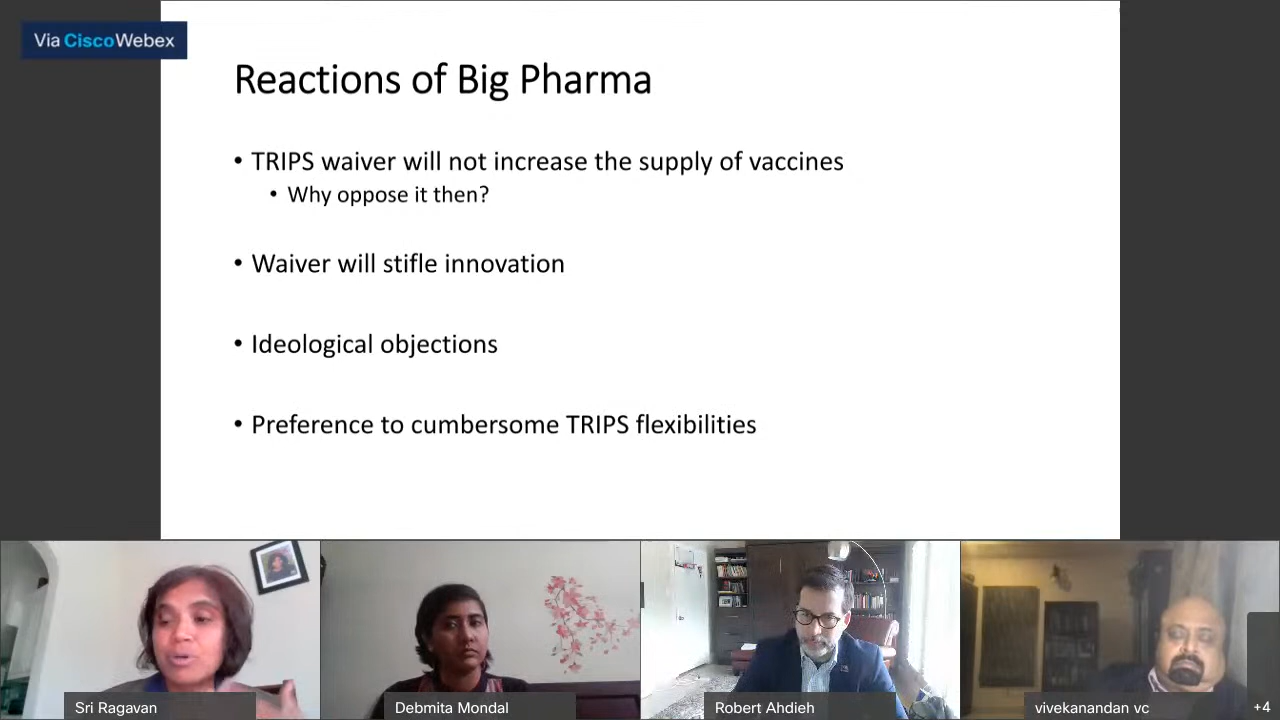 Via CiscoWebex
Reactions of Big Pharma
• TRIPS waiver will not increase the supply of vaccines
• Why oppose it then?
• Waiver will stifle innovation
• Ideological objections
• Preference to cumbersome TRIPS flexibilities
Sri Ragavan
Debmita Mondal
Robert Ahdieh
vivekanandan vc
+4